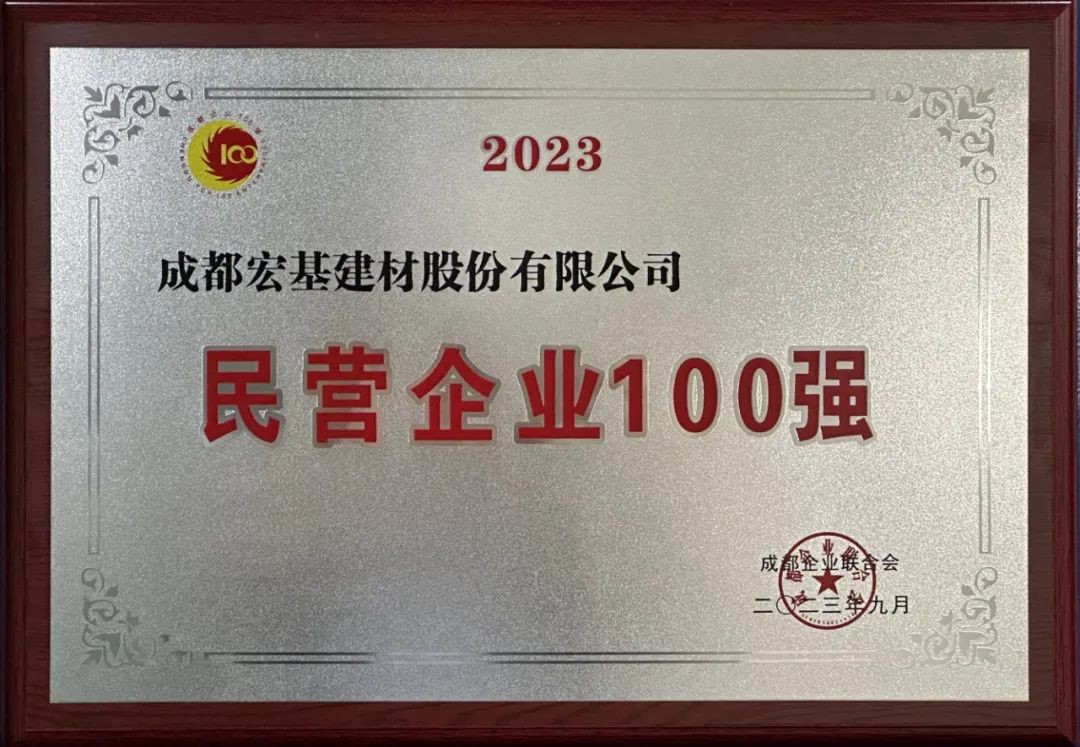 100
2023
成都宏基建材股份有限公司
民营企业100强
成都企业联合会
二〇二三年九月